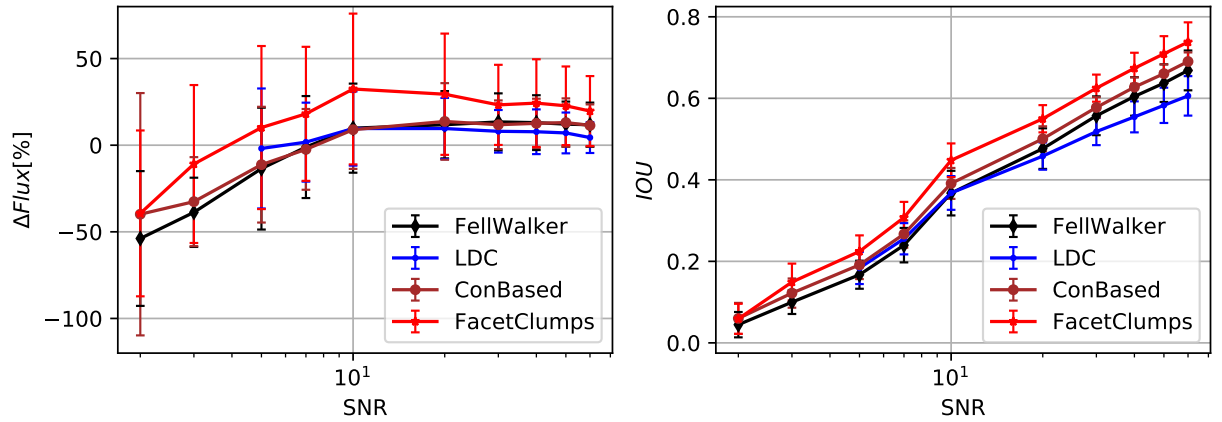 50
0
−50
−100
ΔFlux[%]
10¹
SNR
FellWalker
LDC
ConBased
FacetClumps
0.8
0.6
0.4
0.2
0.0
IOU
10¹
SNR
FellWalker
LDC
ConBased
FacetClumps